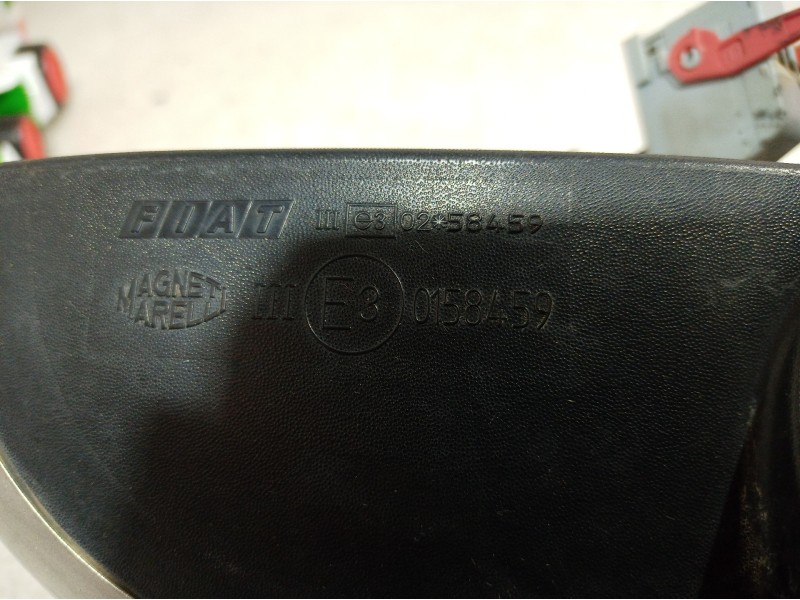 FIAT III e3 02*58459
MAGNETI MARELLI III E3 0158459